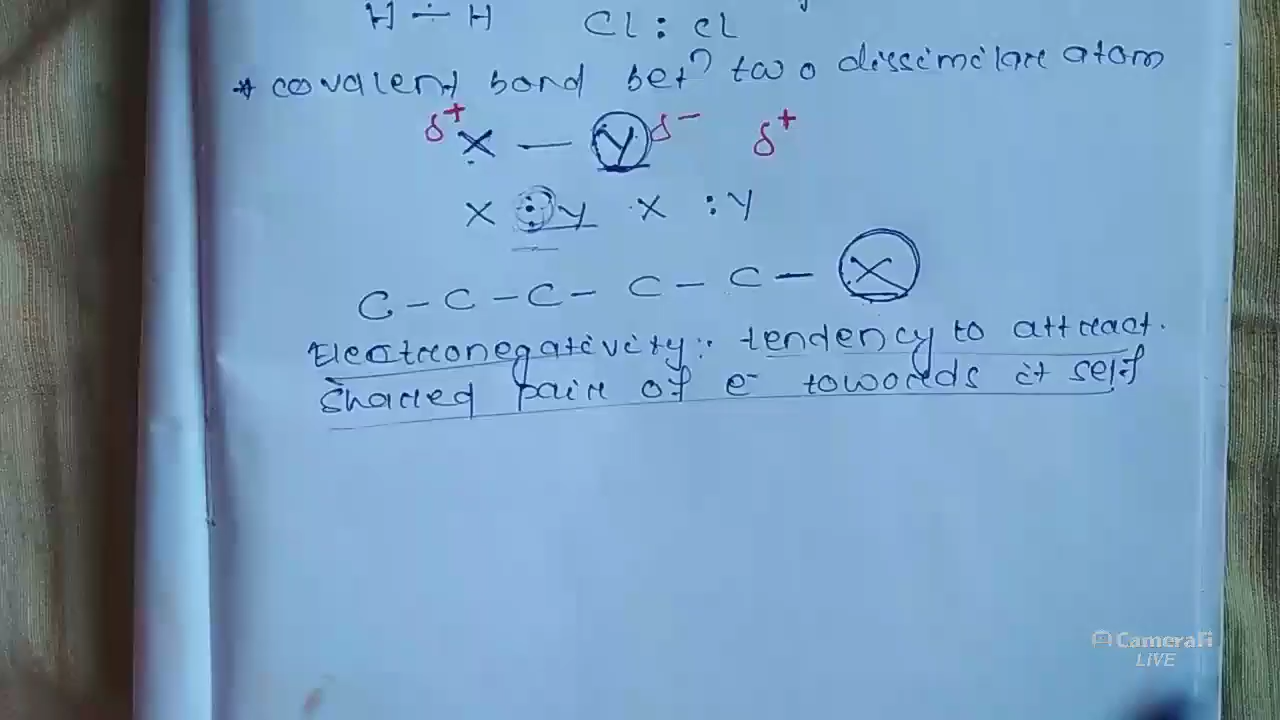 H ∸ H Cl : Cl
* covalent bond betⁿ two dissimilar atom
δ+ X — Y δ- δ+
X : Y X : Y
C - C - C - C - C - X
Electronegativity: tendency to attract.
Shared pair of e- towards it self
CameraFi
LIVE